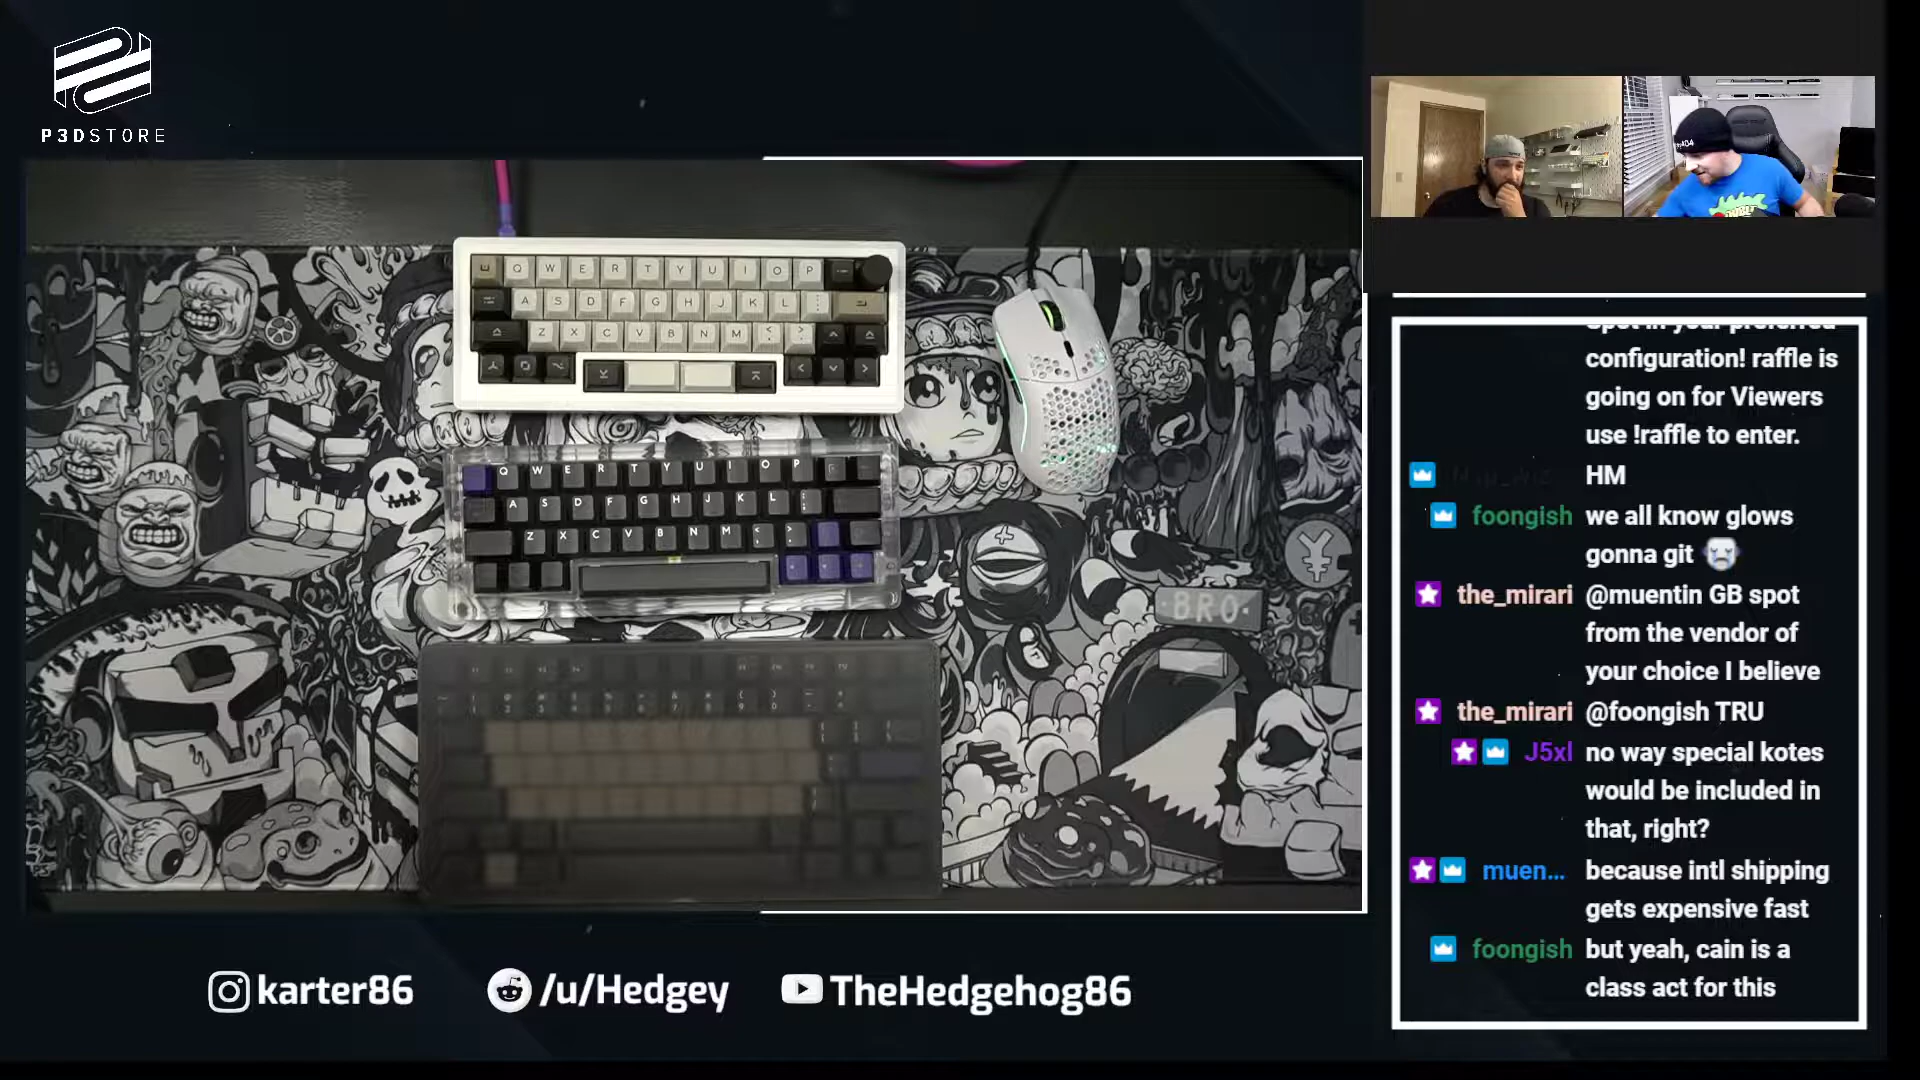 P3DSTORE
Q W E R T Y U I O P
A S D F G H J K L
Z X C V B N M
Q W E R T Y U I O P
A S D F G H J K L
Z X C V B N M
BRO
configuration! raffle is
going on for Viewers
use !raffle to enter.
HM
foongish we all know glows
gonna git
the_mirari @muentin GB spot
from the vendor of
your choice I believe
the_mirari @foongish TRU
J5xl no way special kotes
would be included in
that, right?
muen... because intl shipping
gets expensive fast
foongish but yeah, cain is a
class act for this
karter86 /u/Hedgey TheHedgehog86